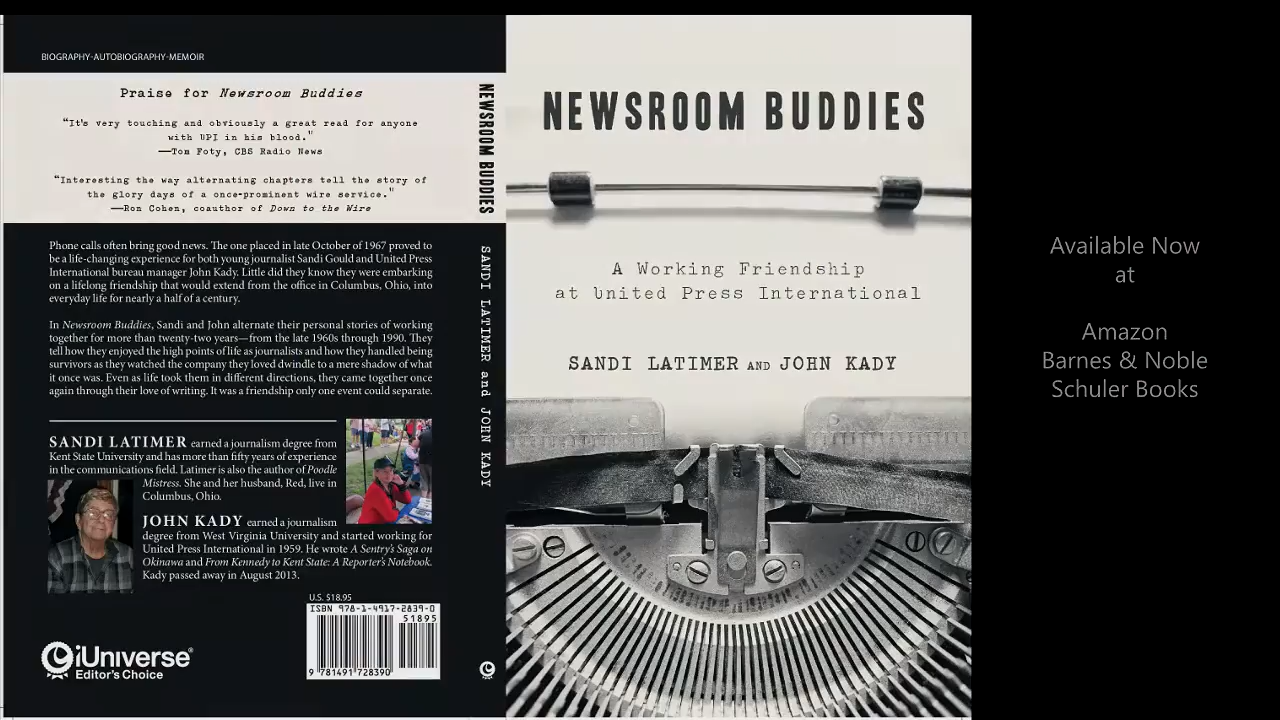 BIOGRAPHY-AUTOBIOGRAPHY-MEMOIR
Praise for Newsroom Buddies
"It's very touching and obviously a great read for anyone
with UPI in his blood."
—Tom Foty, CBS Radio News
"Interesting the way alternating chapters tell the story of
the glory days of a once-prominent wire service."
—Ron Cohen, coauthor of Down to the Wire
Phone calls often bring good news. The one placed in late October of 1967 proved to
be a life-changing experience for both young journalist Sandi Gould and United Press
International bureau manager John Kady. Little did they know they were embarking
on a lifelong friendship that would extend from the office in Columbus, Ohio, into
everyday life for nearly a half of a century.
In Newsroom Buddies, Sandi and John alternate their personal stories of working
together for more than twenty-two years—from the late 1960s through 1990. They
tell how they enjoyed the high points of life as journalists and how they handled being
survivors as they watched the company they loved dwindle to a mere shadow of what
it once was. Even as life took them in different directions, they came together once
again through their love of writing. It was a friendship only one event could separate.
SANDI LATIMER earned a journalism degree from
Kent State University and has more than fifty years of experience
in the communications field. Latimer is also the author of Poodle
Mistress. She and her husband, Red, live in
Columbus, Ohio.
JOHN KADY earned a journalism
degree from West Virginia University and started working for
United Press International in 1959. He wrote A Sentry's Saga on
Okinawa and From Kennedy to Kent State: A Reporter's Notebook.
Kady passed away in August 2013.
U.S. $18.95
ISBN 978-1-4917-2839-0
51895
9 781491 728390
iUniverse®
Editor's Choice
NEWSROOM BUDDIES
SANDI LATIMER and JOHN KADY
NEWSROOM BUDDIES
A Working Friendship
at United Press International
SANDI LATIMER AND JOHN KADY
Available Now
at
Amazon
Barnes & Noble
Schuler Books